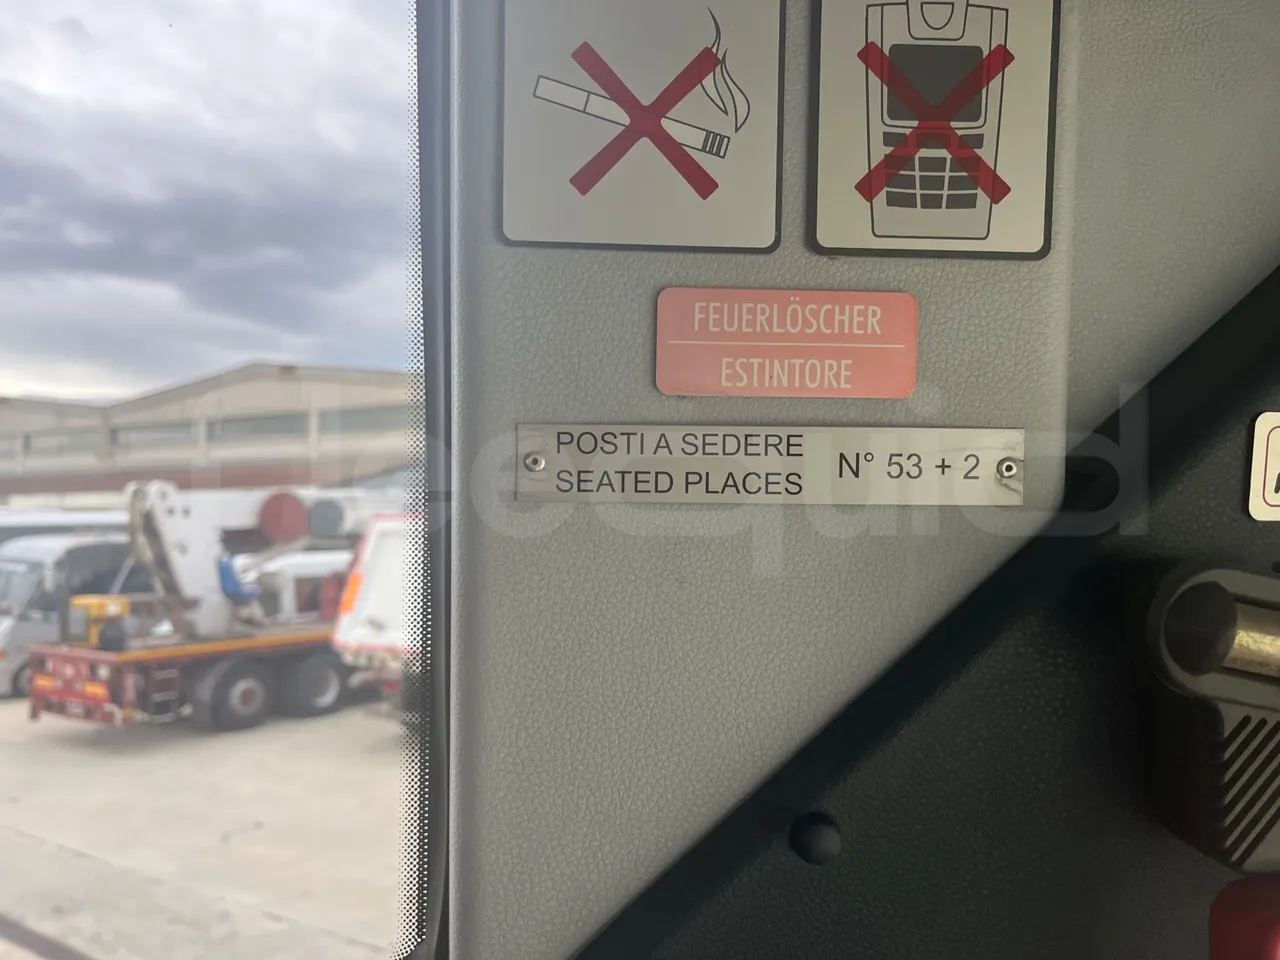 FEUERLÖSCHER
ESTINTORE
POSTI A SEDERE
SEATED PLACES
N° 53 + 2